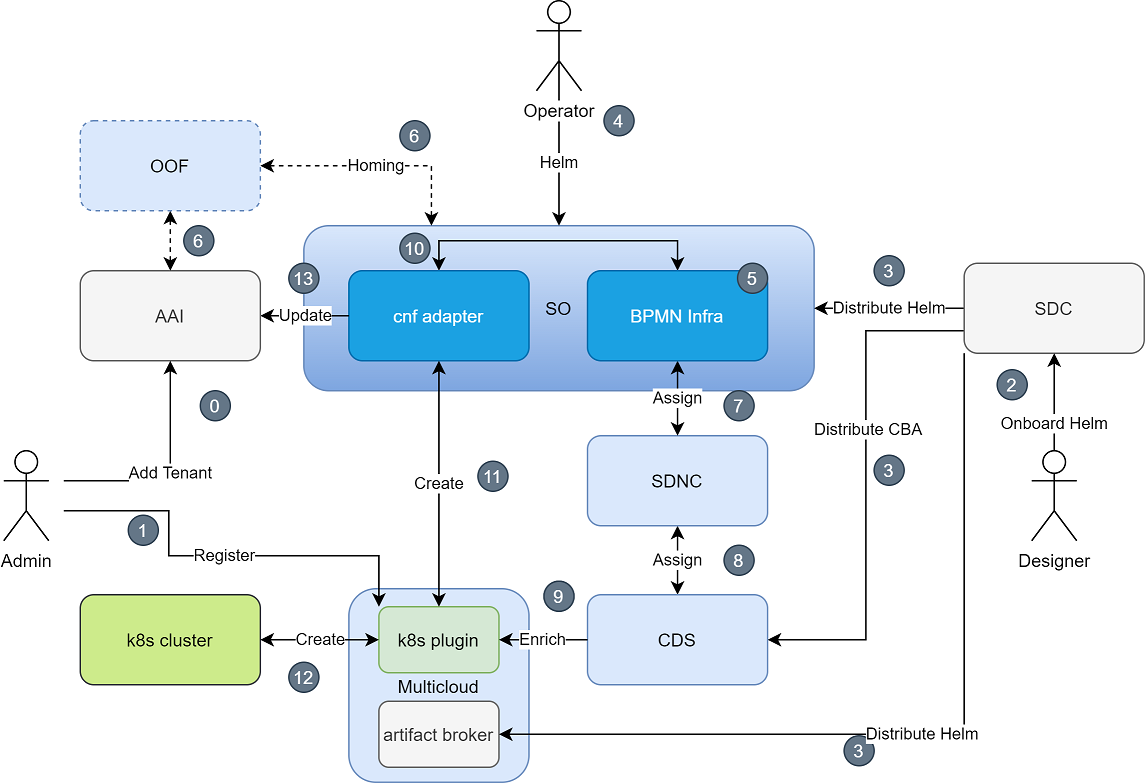 Operator
4
6
OOF
Homing
Helm
6
10
13
5
3
AAI
Update
cnf adapter
SO
BPMN Infra
Distribute Helm
SDC
0
Assign
7
2
Distribute CBA
Onboard Helm
Add Tenant
Create
11
SDNC
3
1
Admin
Register
Assign
8
Designer
9
k8s cluster
Create
k8s plugin
Enrich
CDS
12
Multicloud
artifact broker
Distribute Helm
3